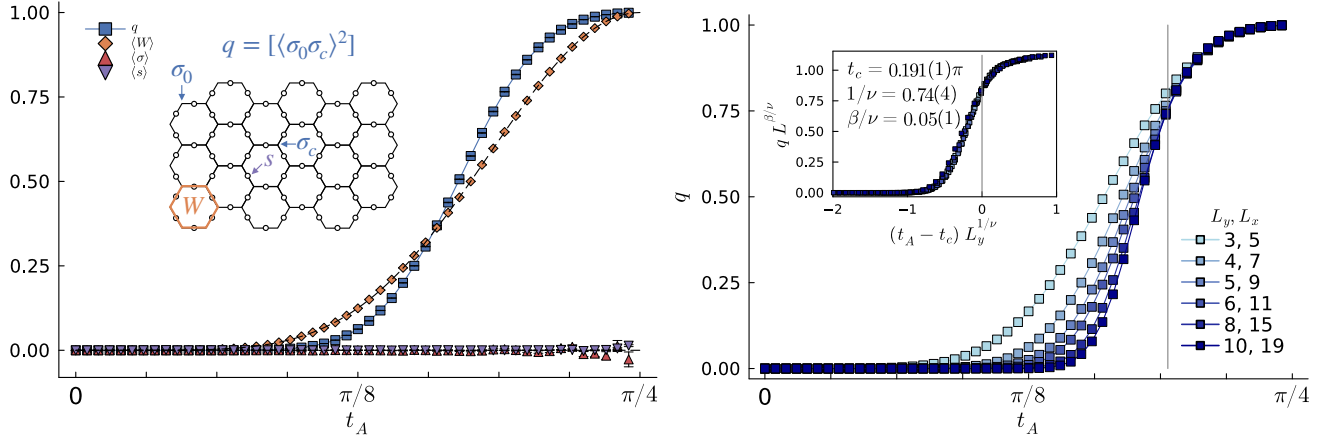 1.00
0.75
0.50
0.25
0.00
q
⟨W⟩
⟨σ⟩
⟨s⟩
q = [⟨σ₀σ_c⟩²]
σ₀
σ_c
s
W
0
π/8
π/4
t_A
1.00
0.75
0.50
0.25
0.00
q
0
π/8
π/4
t_A
1.00
0.75
0.50
0.25
0.00
q L^{β/ν}
t_c = 0.191(1)π
1/ν = 0.74(4)
β/ν = 0.05(1)
−2
−1
0
1
(t_A − t_c) L_y^{1/ν}
L_y, L_x
3, 5
4, 7
5, 9
6, 11
8, 15
10, 19